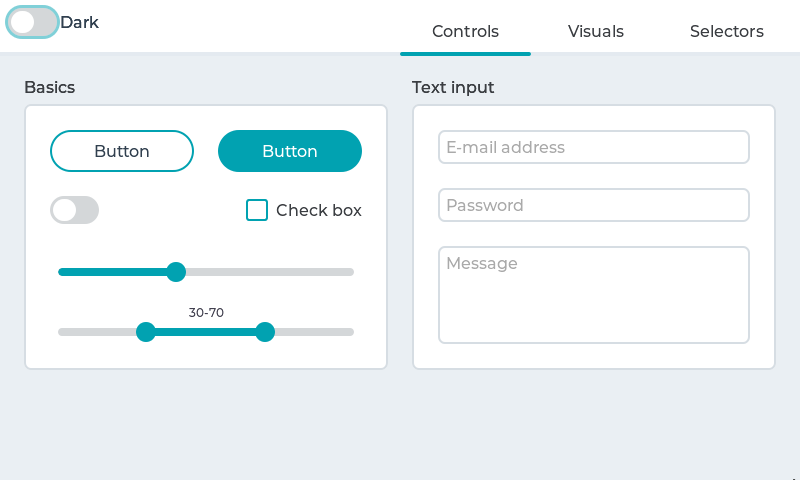 Dark
Controls Visuals Selectors
Basics
Button Button
Check box
30-70
Text input
E-mail address
Password
Message